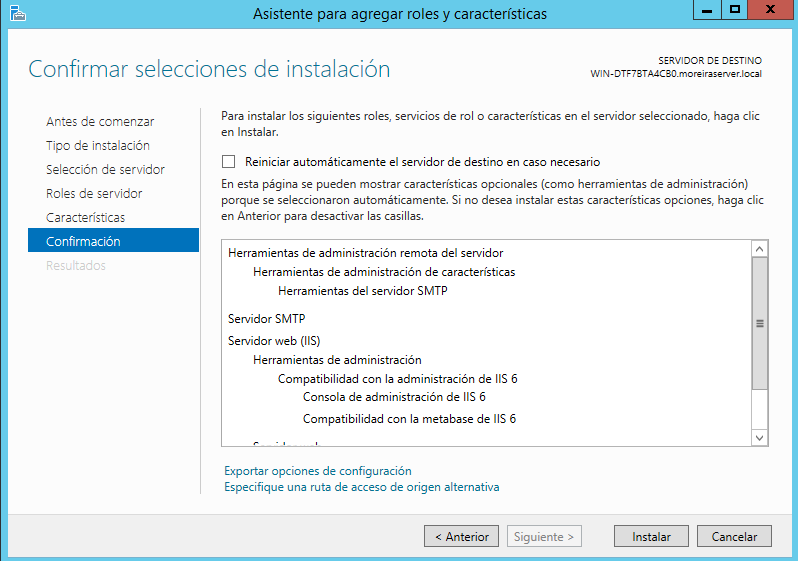 Asistente para agregar roles y características
Confirmar selecciones de instalación
SERVIDOR DE DESTINO
WIN-DTF7BTA4CB0.moreiraserver.local
Antes de comenzar
Tipo de instalación
Selección de servidor
Roles de servidor
Características
Confirmación
Resultados
Para instalar los siguientes roles, servicios de rol o características en el servidor seleccionado, haga clic
en Instalar.
Reiniciar automáticamente el servidor de destino en caso necesario
En esta página se pueden mostrar características opcionales (como herramientas de administración)
porque se seleccionaron automáticamente. Si no desea instalar estas características opciones, haga clic
en Anterior para desactivar las casillas.
Herramientas de administración remota del servidor
Herramientas de administración de características
Herramientas del servidor SMTP
Servidor SMTP
Servidor web (IIS)
Herramientas de administración
Compatibilidad con la administración de IIS 6
Consola de administración de IIS 6
Compatibilidad con la metabase de IIS 6
Exportar opciones de configuración
Especifique una ruta de acceso de origen alternativa
< Anterior
Siguiente >
Instalar
Cancelar